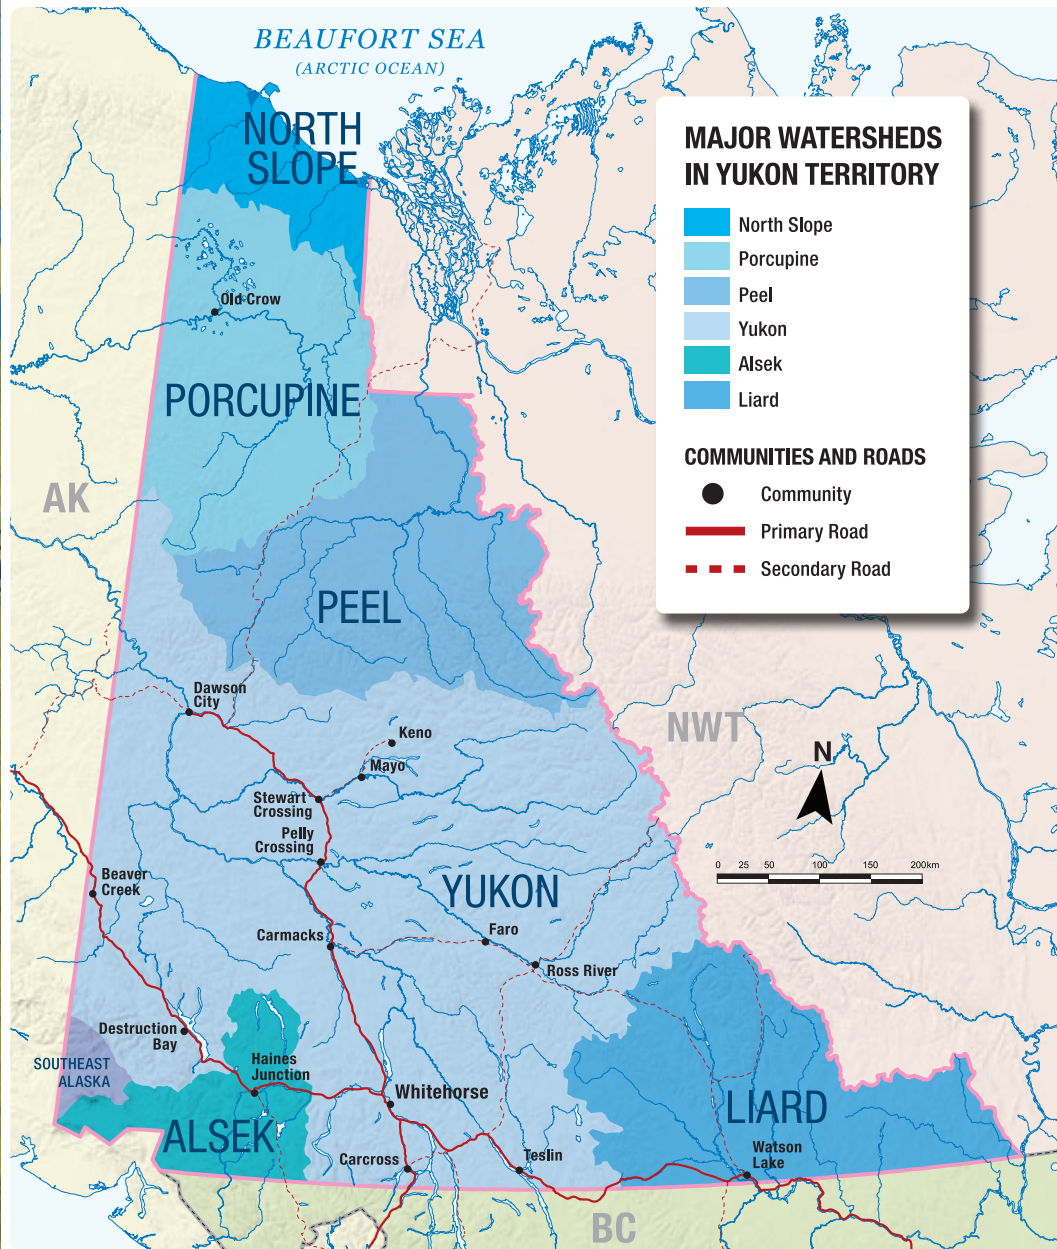 BEAUFORT SEA
(ARCTIC OCEAN)
NORTH
SLOPE
MAJOR WATERSHEDS
IN YUKON TERRITORY
North Slope
Porcupine
Peel
Yukon
Alsek
Liard
COMMUNITIES AND ROADS
Community
Primary Road
Secondary Road
Old Crow
PORCUPINE
AK
PEEL
Dawson
City
Keno
Mayo
Stewart
Crossing
Pelly
Crossing
NWT
N
0 25 50 100 150 200km
Beaver
Creek
YUKON
Carmacks
Faro
Ross River
Destruction
Bay
SOUTHEAST
ALASKA
Haines
Junction
Whitehorse
ALSEK
LIARD
Carcross
Teslin
Watson
Lake
BC